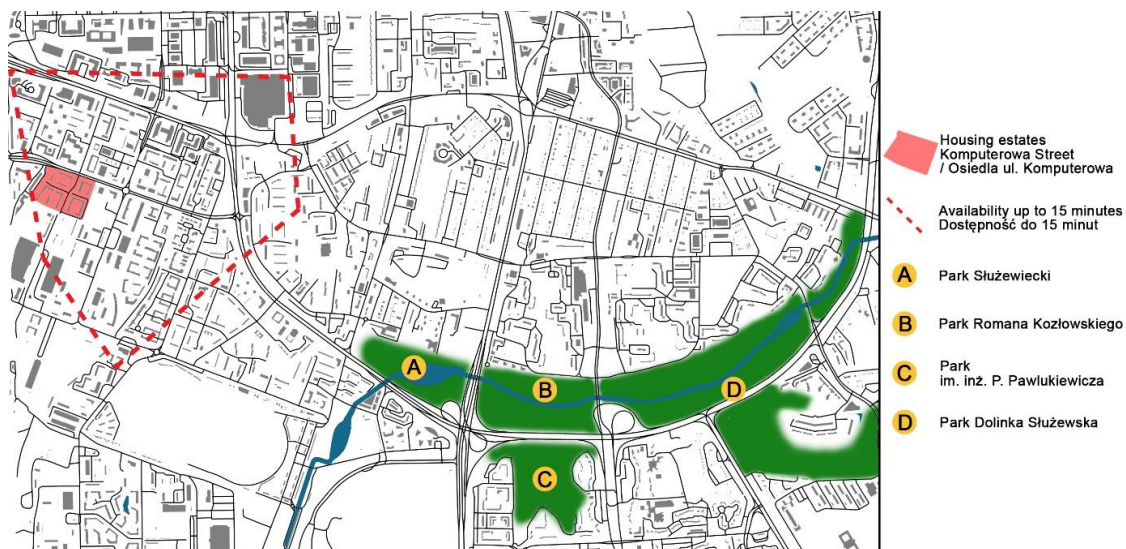 Housing estates
Komputerowa Street
/ Osiedla ul. Komputerowa
Availability up to 15 minutes
Dostępność do 15 minut
A Park Służewiecki
B Park Romana Kozłowskiego
C Park
im. inż. P. Pawlukiewicza
D Park Dolinka Służewska
A
B
D
C